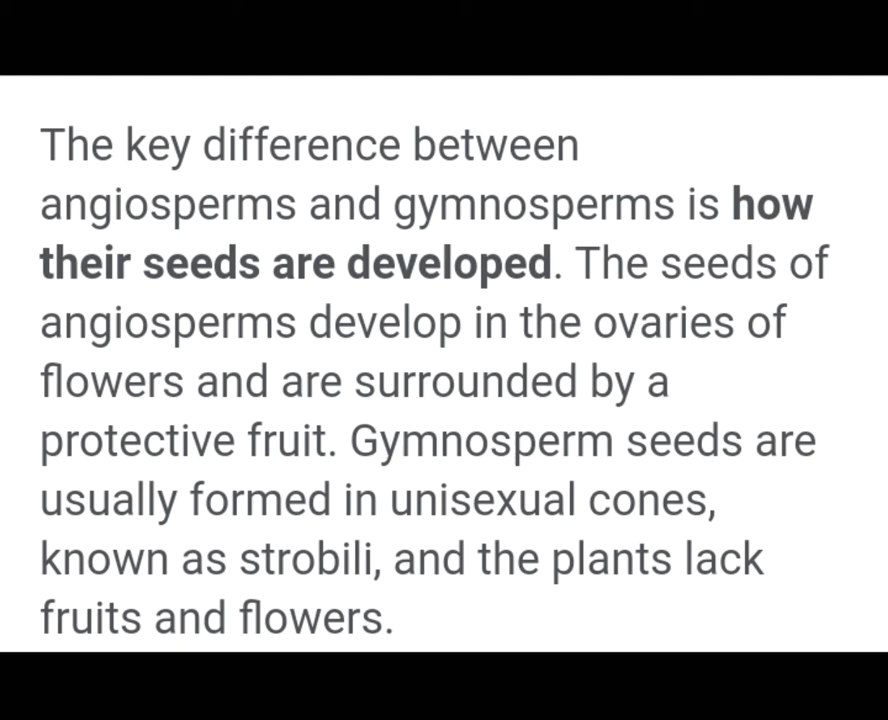 The key difference between
angiosperms and gymnosperms is how
their seeds are developed. The seeds of
angiosperms develop in the ovaries of
flowers and are surrounded by a
protective fruit. Gymnosperm seeds are
usually formed in unisexual cones,
known as strobili, and the plants lack
fruits and flowers.